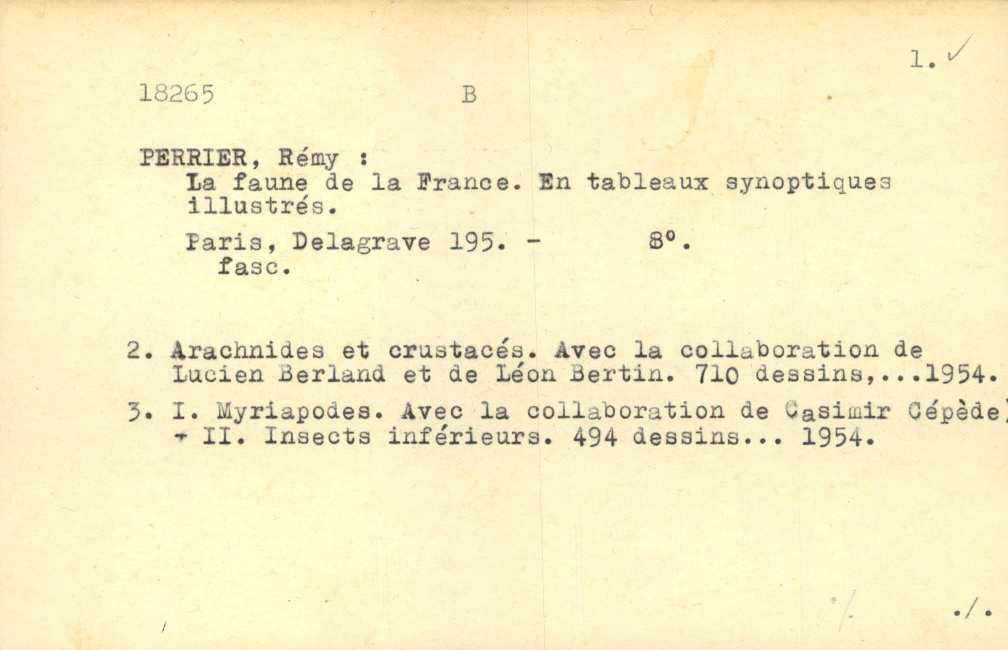 1. ✓
18265 B
PERRIER, Rémy :
La faune de la France. En tableaux synoptiques
illustrés.
Paris, Delagrave 195. - 8º.
fasc.
2. Arachnides et crustacés. Avec la collaboration de
Lucien Berland et de Léon Bertin. 710 dessins,...1954.
3. I. Myriapodes. Avec la collaboration de Casimir Cépède)
- II. Insects inférieurs. 494 dessins... 1954.
./.
./.